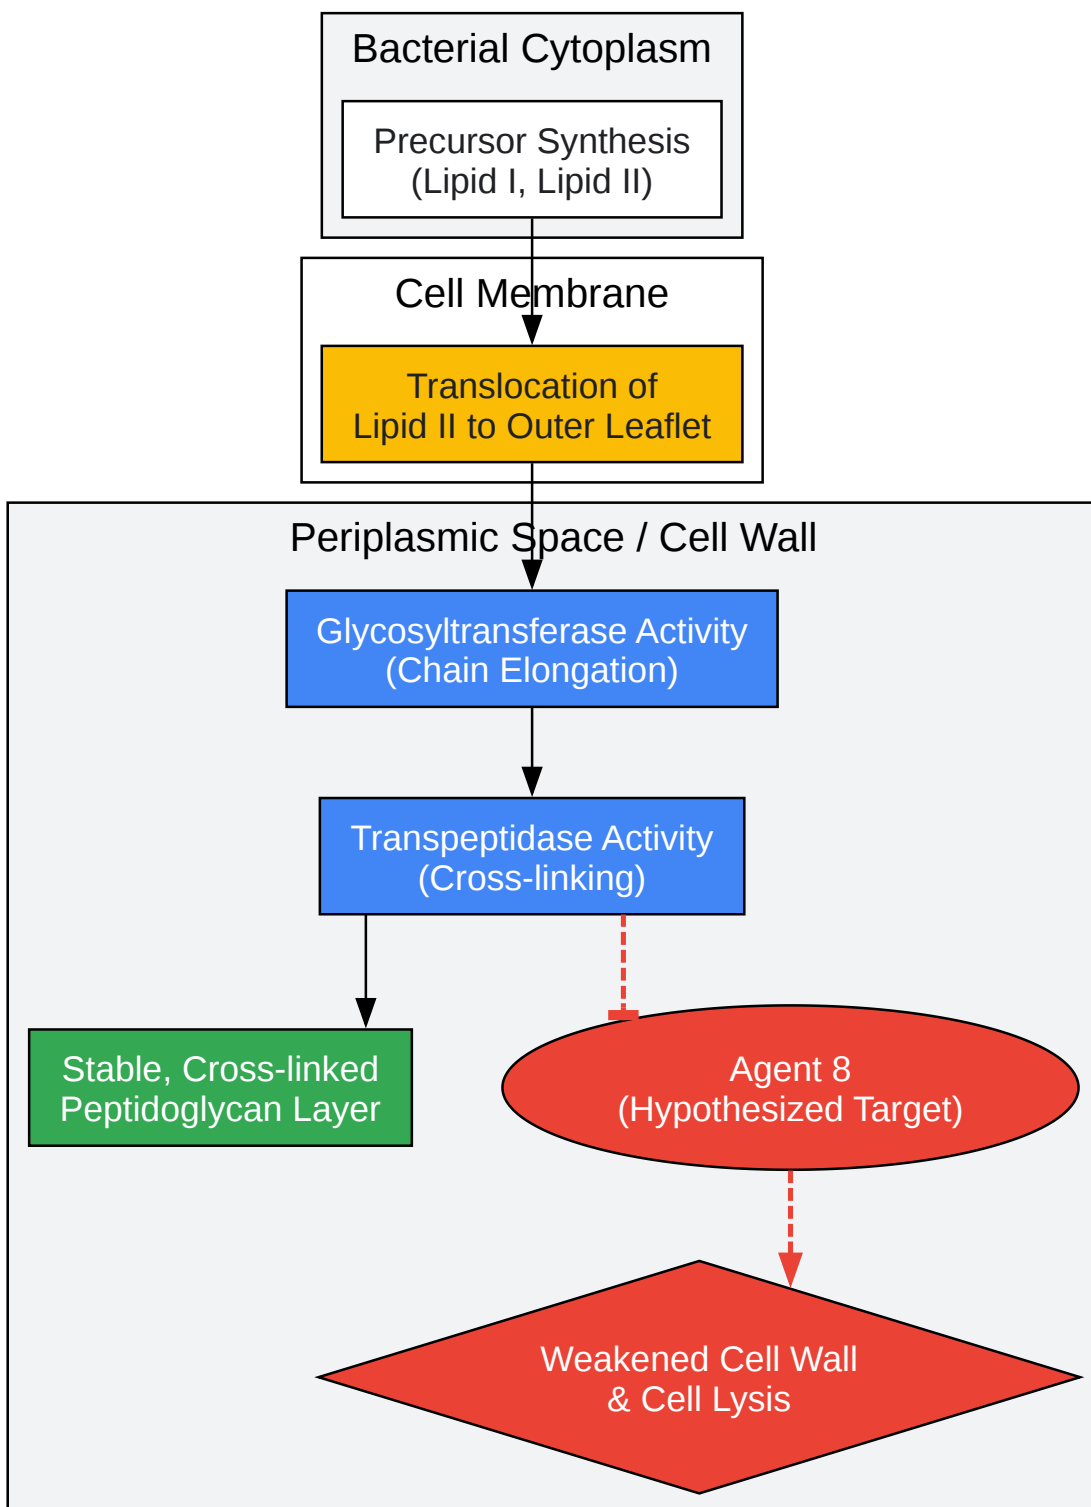 Bacterial Cytoplasm
Precursor Synthesis
(Lipid I, Lipid II)
Cell Membrane
Translocation of
Lipid II to Outer Leaflet
Periplasmic Space / Cell Wall
Glycosyltransferase Activity
(Chain Elongation)
Transpeptidase Activity
(Cross-linking)
Stable, Cross-linked
Peptidoglycan Layer
Agent 8
(Hypothesized Target)
Weakened Cell Wall
& Cell Lysis